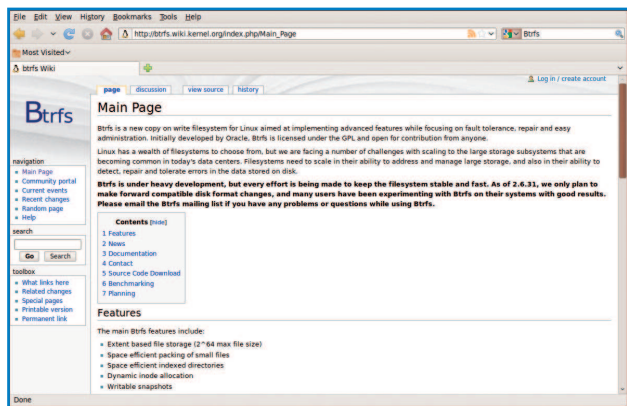 File Edit View History Bookmarks Tools Help
http://btrfs.wiki.kernel.org/index.php/Main_Page
Btrfs
Most Visited
btrfs Wiki
Log in / create account
page discussion view source history
Btrfs
navigation
Main Page
Community portal
Current events
Recent changes
Random page
Help
search
Go Search
toolbox
What links here
Related changes
Special pages
Printable version
Permanent link
Main Page
Btrfs is a new copy on write filesystem for Linux aimed at implementing advanced features while focusing on fault tolerance, repair and easy
administration. Initially developed by Oracle, Btrfs is licensed under the GPL and open for contribution from anyone.
Linux has a wealth of filesystems to choose from, but we are facing a number of challenges with scaling to the large storage subsystems that are
becoming common in today's data centers. Filesystems need to scale in their ability to address and manage large storage, and also in their ability to
detect, repair and tolerate errors in the data stored on disk.
Btrfs is under heavy development, but every effort is being made to keep the filesystem stable and fast. As of 2.6.31, we only plan to
make forward compatible disk format changes, and many users have been experimenting with Btrfs on their systems with good results.
Please email the Btrfs mailing list if you have any problems or questions while using Btrfs.
Contents [hide]
1 Features
2 News
3 Documentation
4 Contact
5 Source Code Download
6 Benchmarking
7 Planning
Features
The main Btrfs features include:
Extent based file storage (2^64 max file size)
Space efficient packing of small files
Space efficient indexed directories
Dynamic inode allocation
Writable snapshots
Done